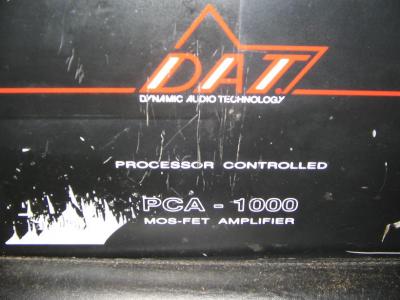 D.A.T.
DYNAMIC AUDIO TECHNOLOGY
PROCESSOR CONTROLLED
PCA - 1000
MOS-FET AMPLIFIER